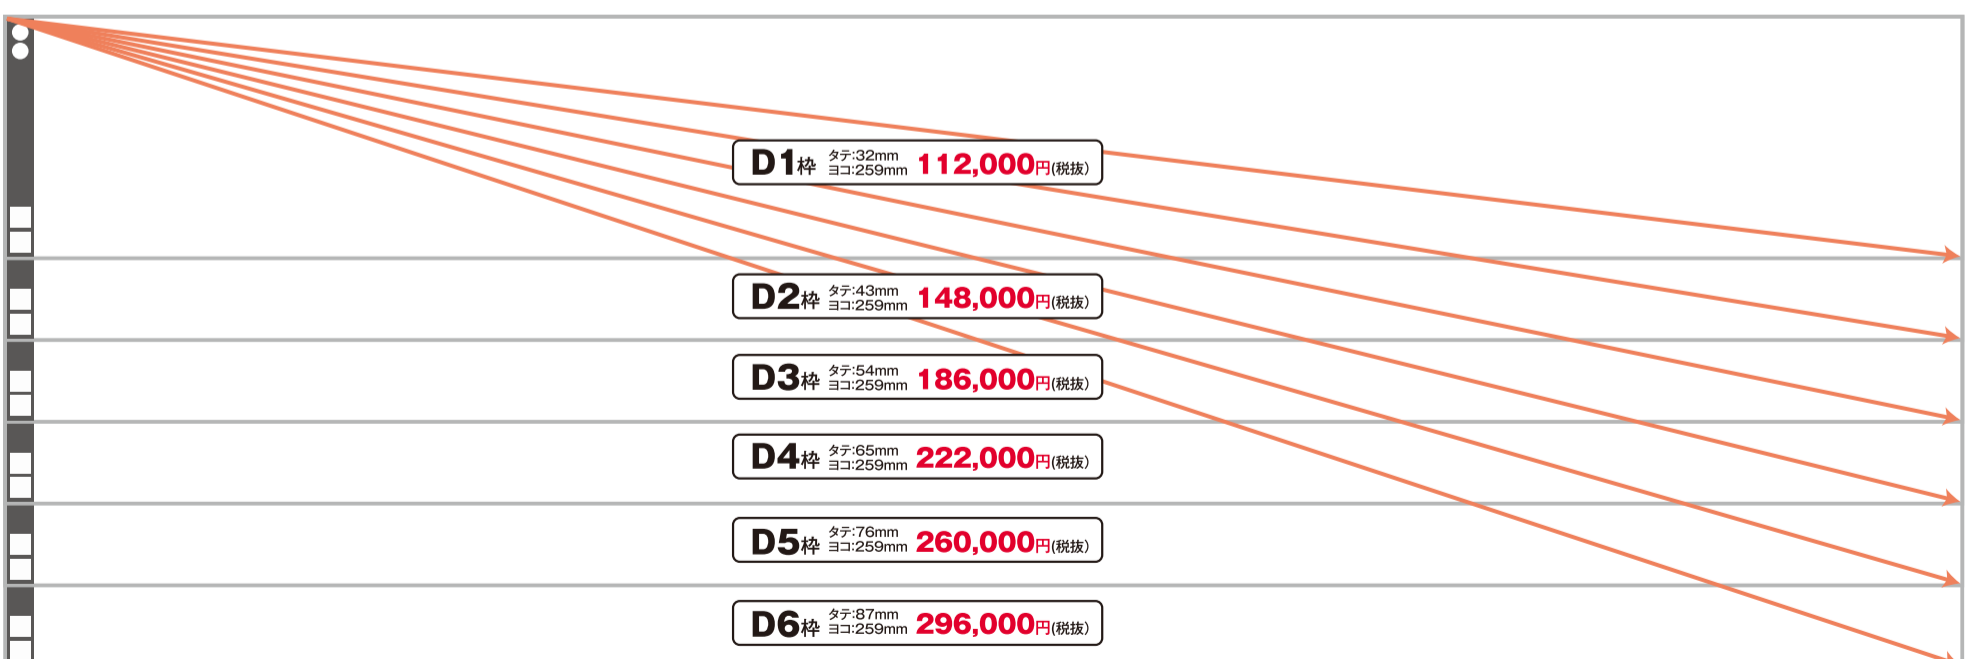 D1枠 タテ:32mm ヨコ:259mm 112,000円(税抜)
D2枠 タテ:43mm ヨコ:259mm 148,000円(税抜)
D3枠 タテ:54mm ヨコ:259mm 186,000円(税抜)
D4枠 タテ:65mm ヨコ:259mm 222,000円(税抜)
D5枠 タテ:76mm ヨコ:259mm 260,000円(税抜)
D6枠 タテ:87mm ヨコ:259mm 296,000円(税抜)